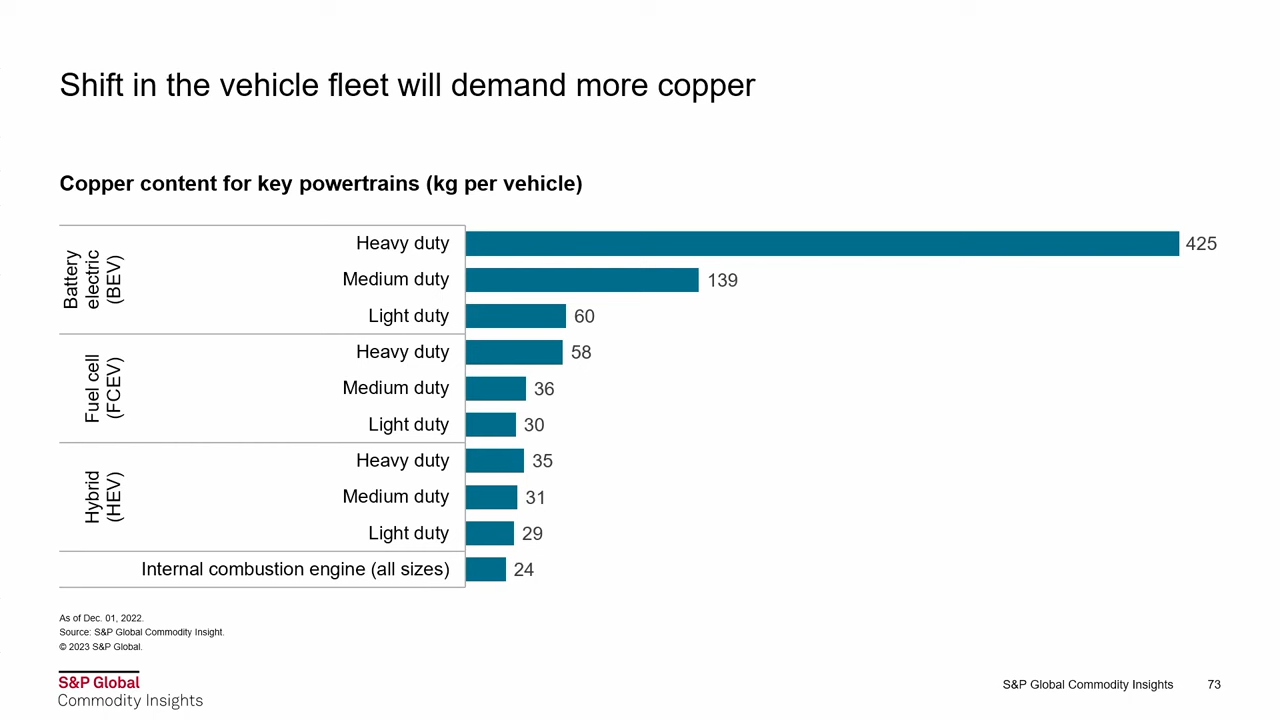 Shift in the vehicle fleet will demand more copper
Copper content for key powertrains (kg per vehicle)
Battery
electric
(BEV)
Heavy duty 425
Medium duty 139
Light duty 60
Fuel cell
(FCEV)
Heavy duty 58
Medium duty 36
Light duty 30
Hybrid
(HEV)
Heavy duty 35
Medium duty 31
Light duty 29
Internal combustion engine (all sizes) 24
As of Dec. 01, 2022.
Source: S&P Global Commodity Insight.
© 2023 S&P Global.
S&P Global
Commodity Insights
S&P Global Commodity Insights 73